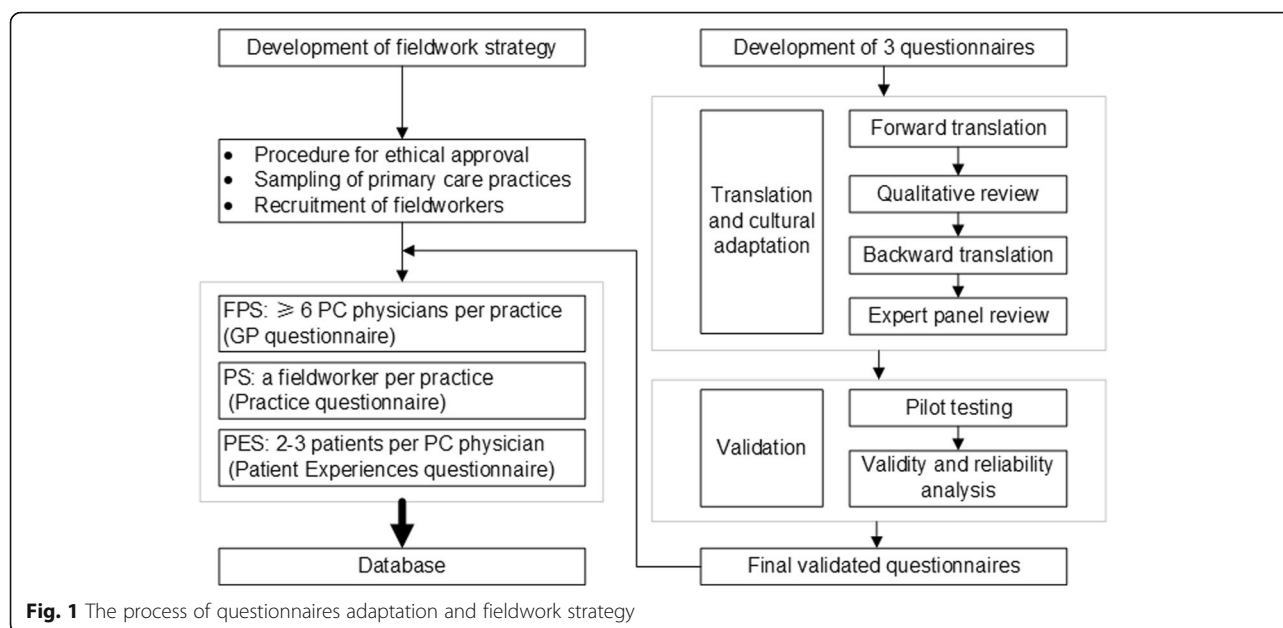 Development of fieldwork strategy
• Procedure for ethical approval
• Sampling of primary care practices
• Recruitment of fieldworkers
FPS: ⩾ 6 PC physicians per practice
(GP questionnaire)
PS: a fieldworker per practice
(Practice questionnaire)
PES: 2-3 patients per PC physician
(Patient Experiences questionnaire)
Database
Development of 3 questionnaires
Translation
and cultural
adaptation
Forward translation
Qualitative review
Backward translation
Expert panel review
Validation
Pilot testing
Validity and reliability
analysis
Final validated questionnaires
Fig. 1 The process of questionnaires adaptation and fieldwork strategy